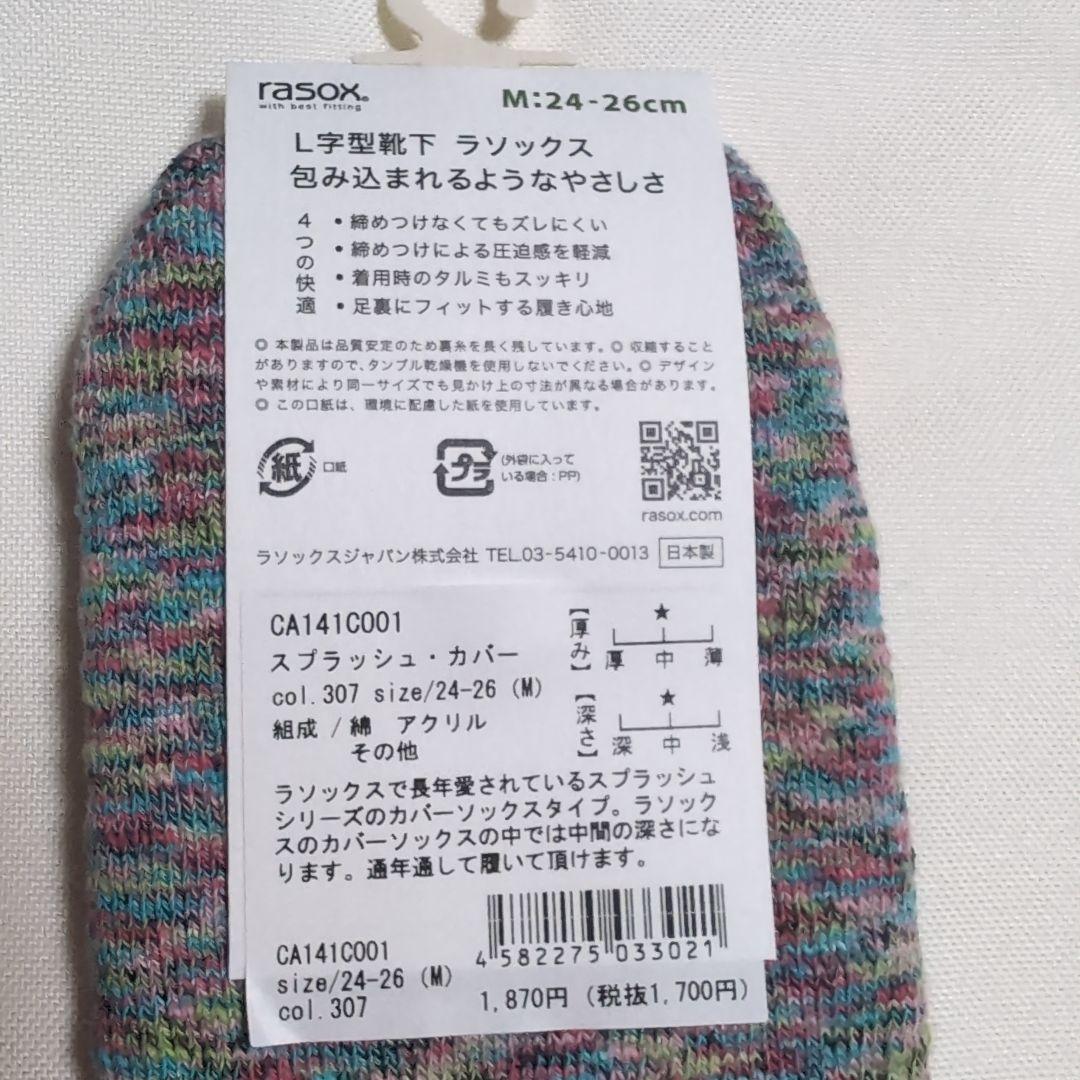 rasox®
with best fitting
M:24-26cm
L字型靴下 ラソックス
包み込まれるようなやさしさ
4つの快適
・締めつけなくてもズレにくい
・締めつけによる圧迫感を軽減
・着用時のタルミもスッキリ
・足裏にフィットする履き心地
◎ 本製品は品質安定のため裏糸を長く残しています。◎ 収縮すること
がありますので、タンブル乾燥機を使用しないでください。◎ デザイン
や素材により同一サイズでも見かけ上の寸法が異なる場合があります。
◎ この口紙は、環境に配慮した紙を使用しています。
紙 口紙
プラ
(外袋に入って
いる場合:PP)
rasox.com
ラソックスジャパン株式会社 TEL.03-5410-0013 日本製
CA141C001
スプラッシュ・カバー
col.307 size/24-26 (M)
組成 / 綿 アクリル
その他
【厚み】
★
厚 中 薄
【深さ】
★
深 中 浅
ラソックスで長年愛されているスプラッシュ
シリーズのカバーソックスタイプ。ラソック
スのカバーソックスの中では中間の深さにな
ります。通年通して履いて頂けます。
CA141C001
size/24-26 (M)
col.307
4582275033021
1,870円 (税抜1,700円)